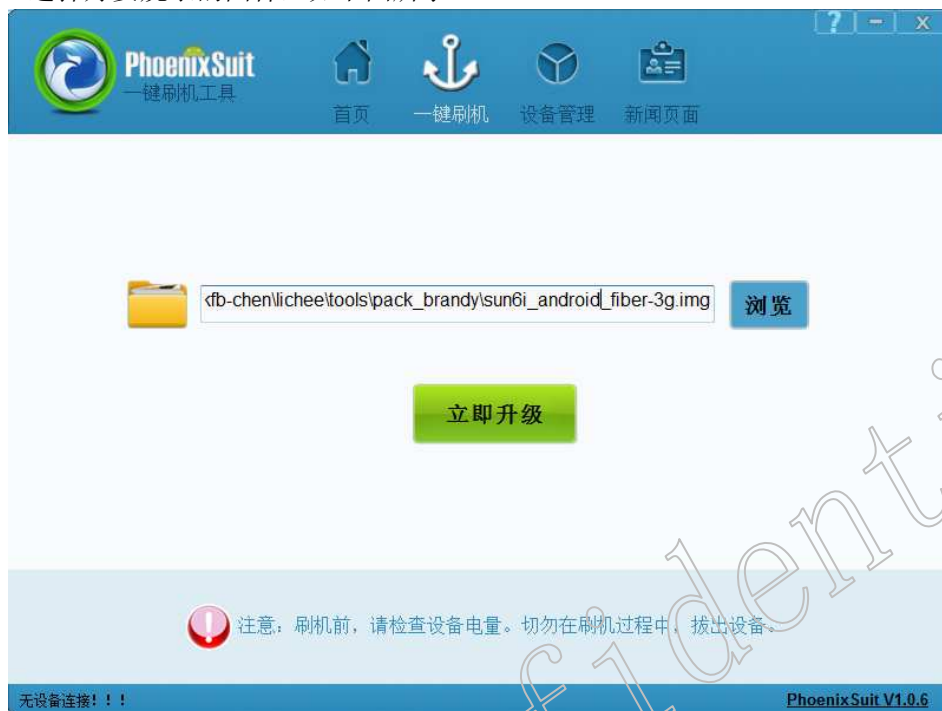 ? - x
PhoenixSuit
一键刷机工具
首页 一键刷机 设备管理 新闻页面
kfb-chen\lichee\tools\pack_brandy\sun6i_android_fiber-3g.img 浏览
立即升级
注意：刷机前，请检查设备电量。切勿在刷机过程中，拔出设备。
无设备连接！！！ PhoenixSuit V1.0.6
fidenti